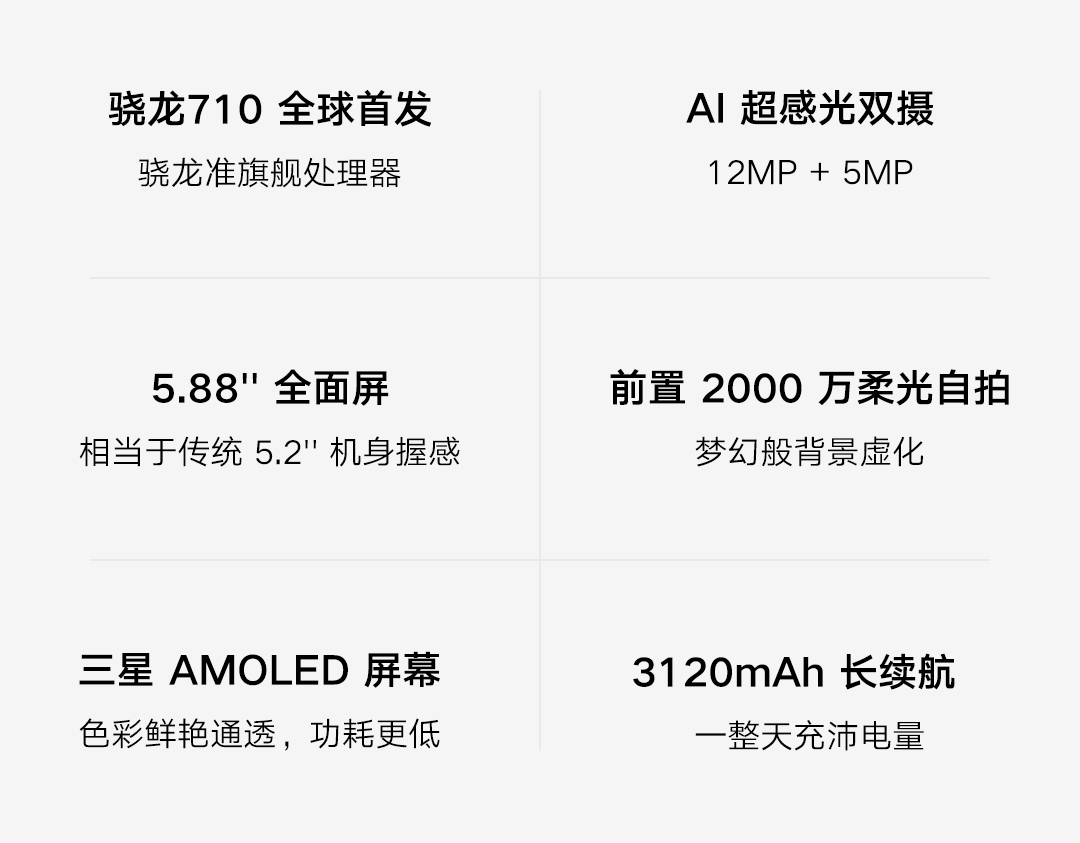 骁龙710 全球首发
骁龙准旗舰处理器
AI 超感光双摄
12MP + 5MP
5.88'' 全面屏
相当于传统 5.2'' 机身握感
前置 2000 万柔光自拍
梦幻般背景虚化
三星 AMOLED 屏幕
色彩鲜艳通透，功耗更低
3120mAh 长续航
一整天充沛电量